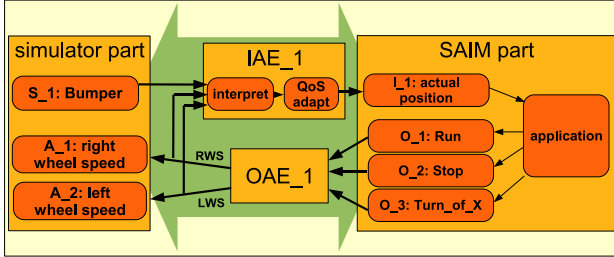 simulator part
S_1: Bumper
A_1: right
wheel speed
A_2: left
wheel speed
IAE_1
interpret
QoS
adapt
RWS
OAE_1
LWS
SAIM part
I_1: actual
position
O_1: Run
O_2: Stop
O_3: Turn_of_X
application